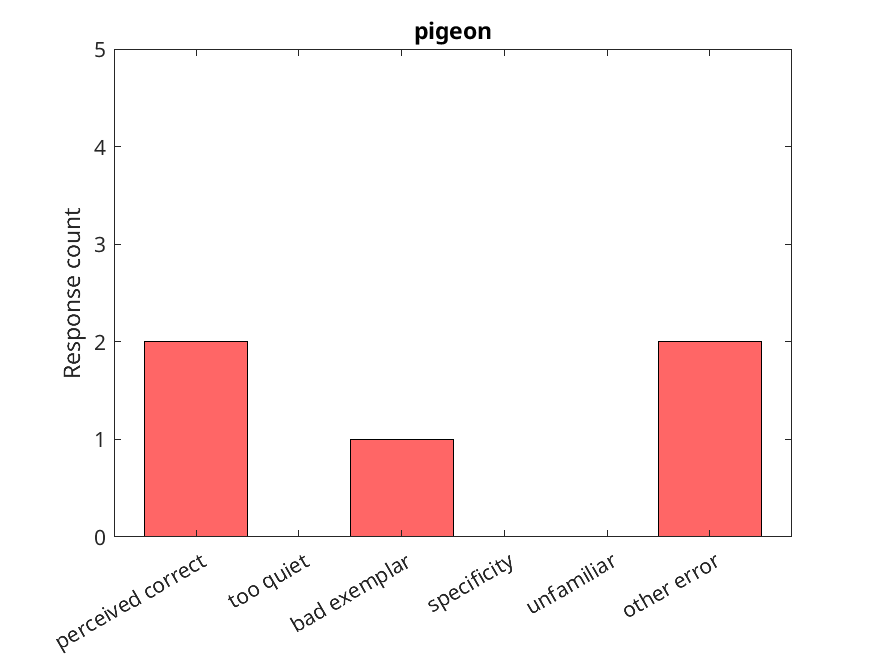 pigeon
5
4
3
2
1
0
Response count
perceived correct
too quiet
bad exemplar
specificity
unfamiliar
other error